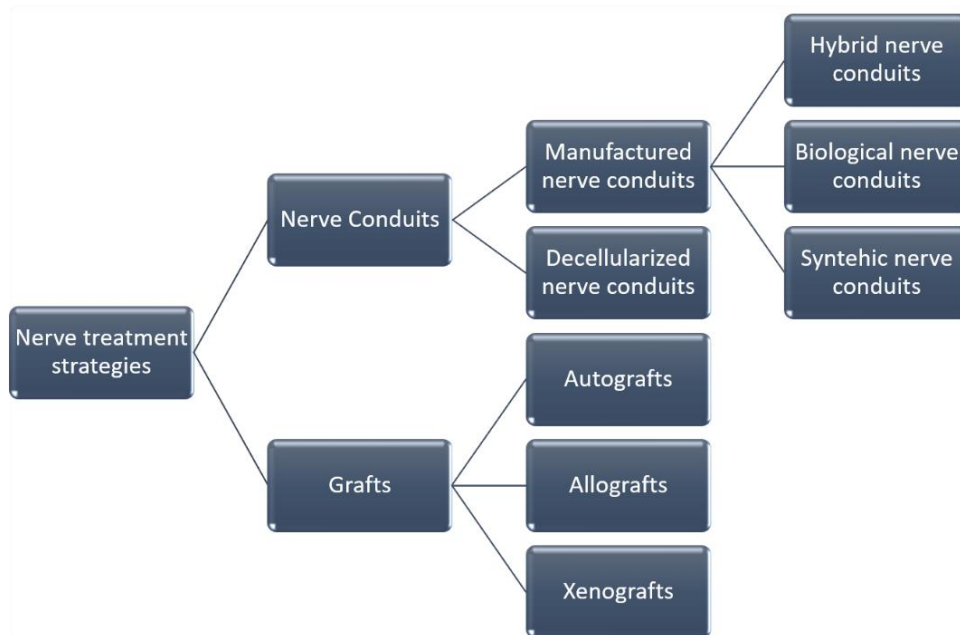 Nerve treatment
strategies
Nerve Conduits
Manufactured
nerve conduits
Hybrid nerve
conduits
Biological nerve
conduits
Syntehic nerve
conduits
Decellularized
nerve conduits
Grafts
Autografts
Allografts
Xenografts